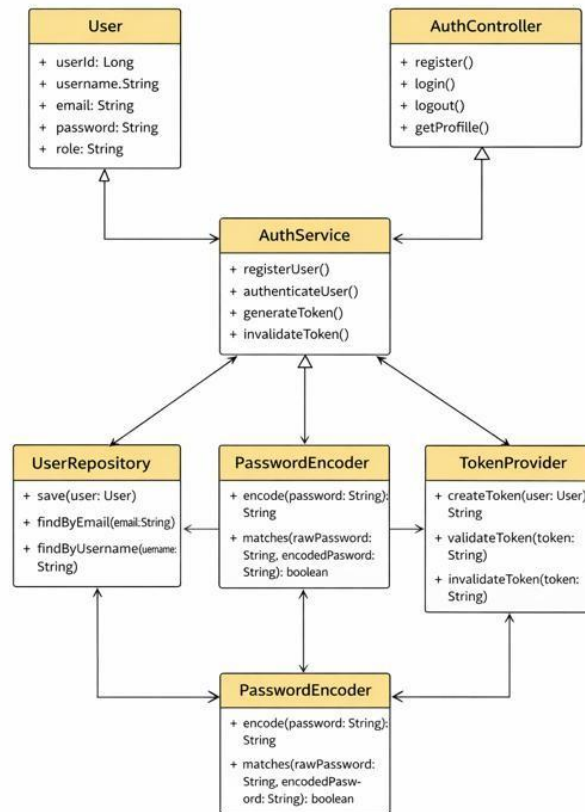 User
+ userId: Long
+ username.String
+ email: String
+ password: String
+ role: String
AuthController
+ register()
+ login()
+ logout()
+ getProfille()
AuthService
+ registerUser()
+ authenticateUser()
+ generateToken()
+ invalidateToken()
UserRepository
+ save(user: User)
+ findByEmail(email:String)
+ findByUsername(uemame:
String)
PasswordEncoder
+ encode(password: String):
String
+ matches(rawPassword:
String, encodedPasword:
String): boolean
TokenProvider
+ createToken(user: User)
String
+ validateToken(token:
String)
+ invalidateToken(token:
String)
PasswordEncoder
+ encode(password: String):
String
+ matches(rawPassword:
String, encodedPasw-
ord: String): boolean